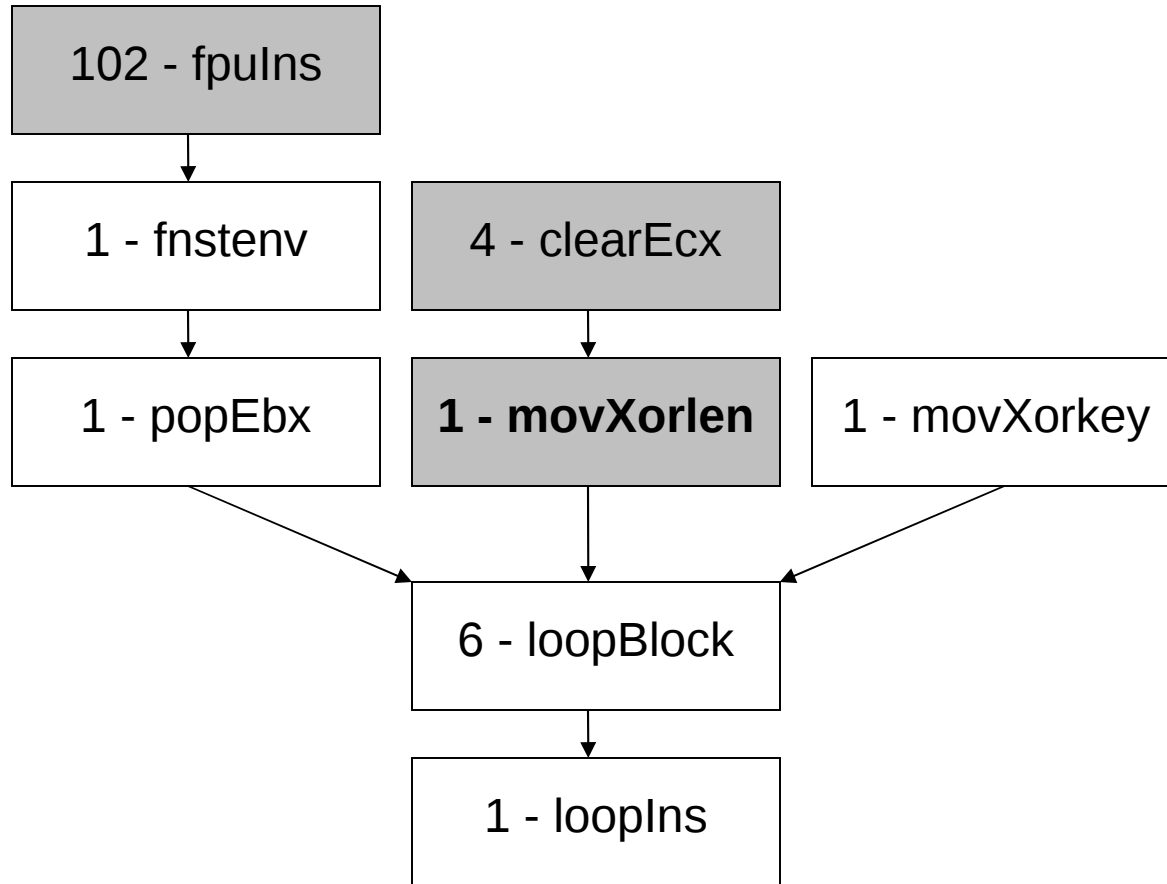 102 - fpuIns
1 - fnstenv
4 - clearEcx
1 - popEbx
1 - movXorlen
1 - movXorkey
6 - loopBlock
1 - loopIns